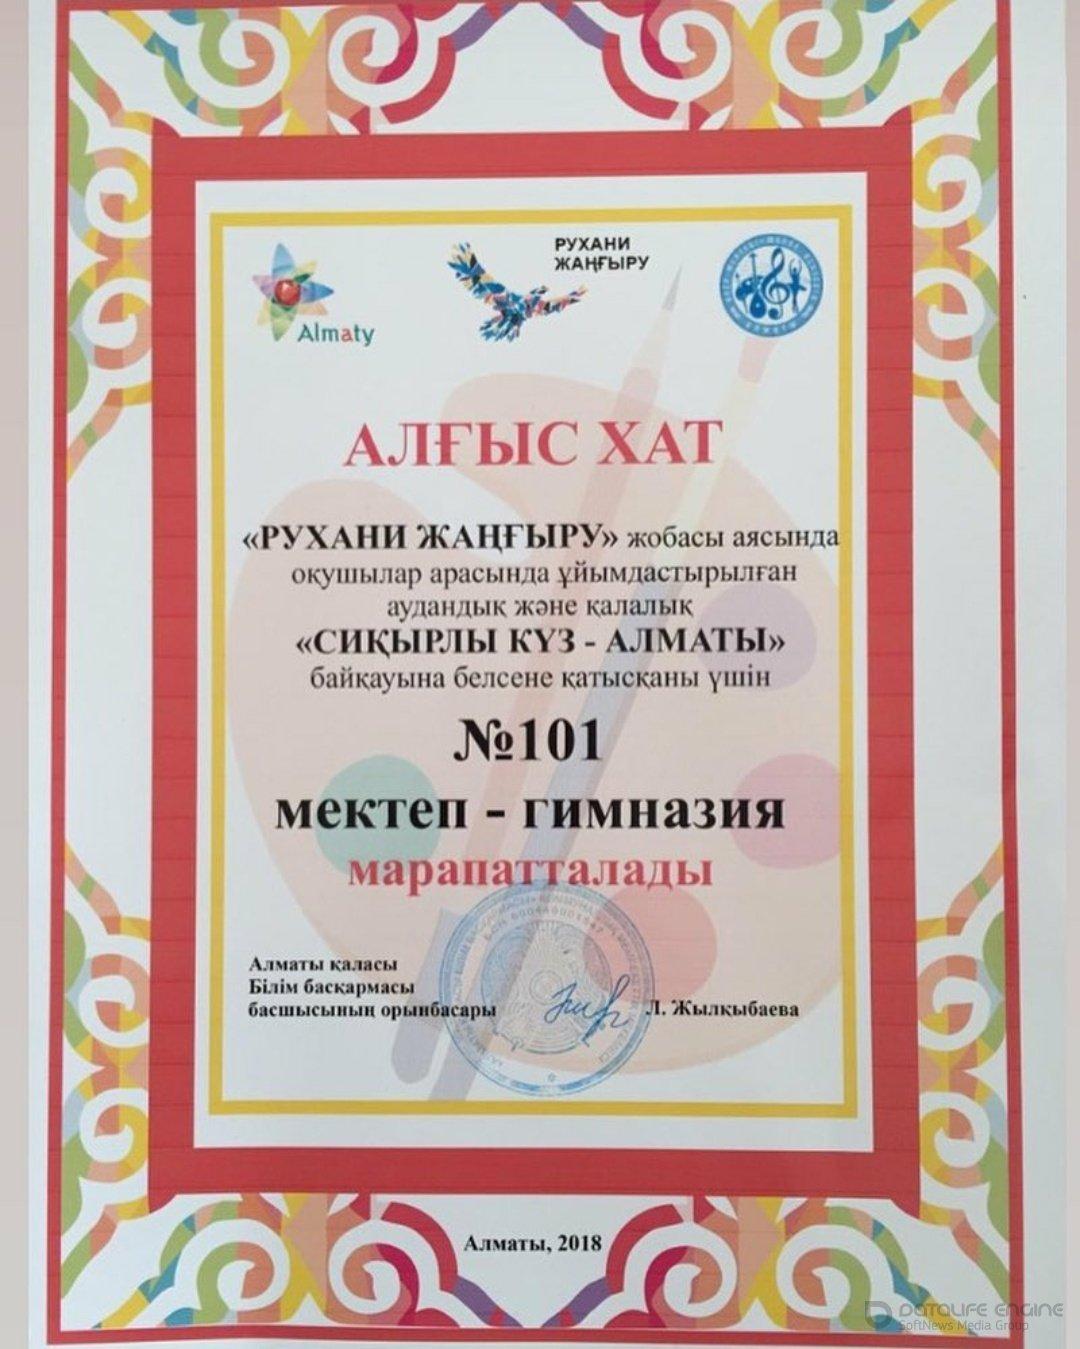 Almaty
РУХАНИ
ЖАҢҒЫРУ
АЛҒЫС ХАТ
«РУХАНИ ЖАҢҒЫРУ» жобасы аясында
оқушылар арасында ұйымдастырылған
аудандық және қалалық
«СИҚЫРЛЫ КҮЗ - АЛМАТЫ»
байқауына белсене қатысқаны үшін
№101
мектеп - гимназия
марапатталады
Алматы қаласы
Білім басқармасы
басшысының орынбасары
Л. Жылқыбаева
Алматы, 2018
DATALIFE ENGINE
SoftNews Media Group